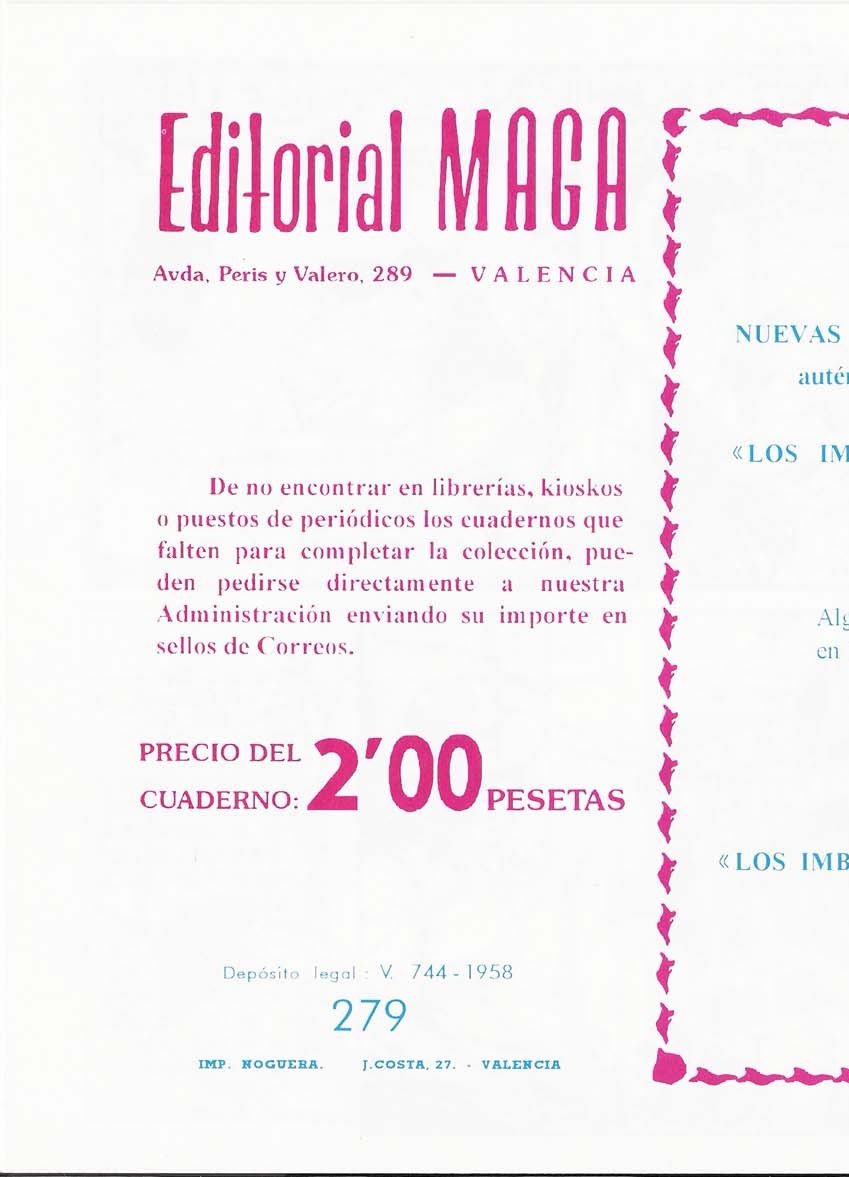 Editorial MAGA
Avda. Peris y Valero, 289 — VALENCIA
De no encontrar en librerías, kioskos
o puestos de periódicos los cuadernos que
falten para completar la colección, pue-
den pedirse directamente a nuestra
Administración enviando su importe en
sellos de Correos.
PRECIO DEL
CUADERNO: 2'00 PESETAS
Depósito legal : V. 744 - 1958
279
IMP. NOGUERA. J. COSTA, 27. - VALENCIA
NUEVAS
«LOS
Alg
en
«LOS